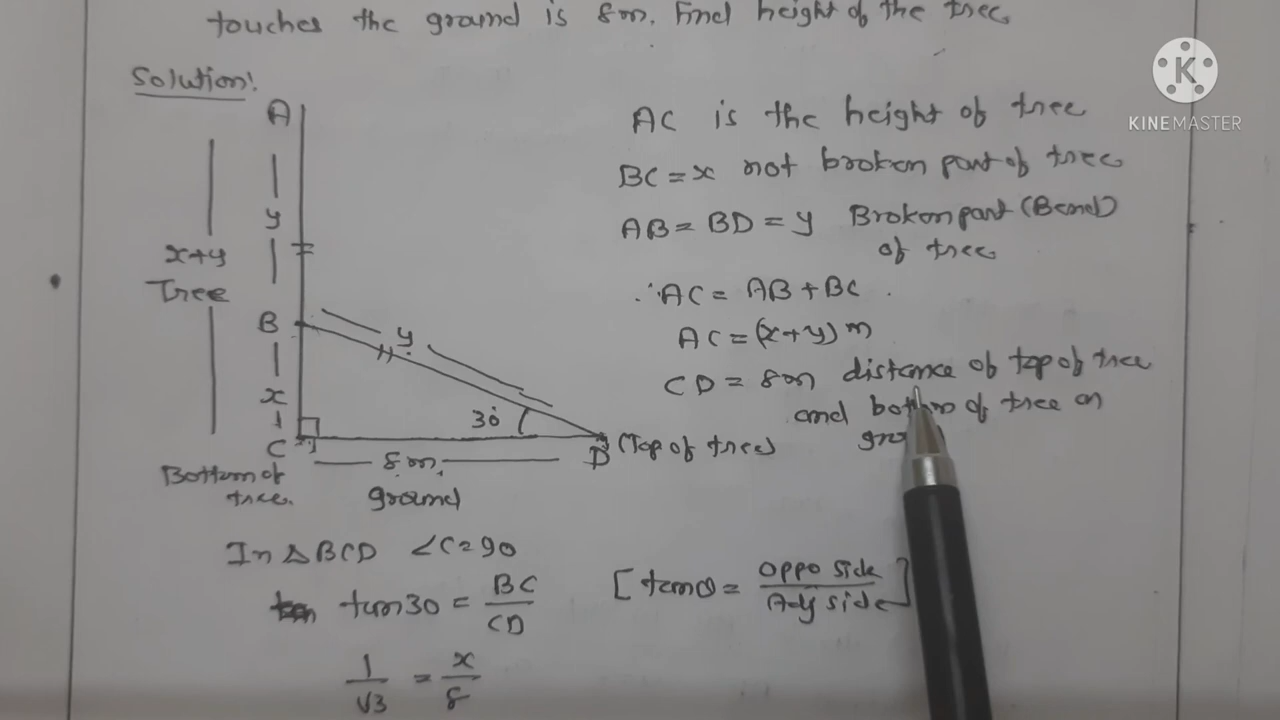 touches the ground is 8m. Find height of the tree.
Solution:
A
y
x+y
Tree
B
y
x
30°
C
8m.
D (Top of tree)
Bottom of
tree.
ground
AC is the height of tree
BC = x not broken part of tree
AB = BD = y Broken part (Bend)
of tree
∴ AC = AB + BC
AC = (x+y) m
CD = 8m distance of top of tree
and bottom of tree on
In △BCD ∠C=90
tan30 = BC/CD
[tanθ = Oppo side/Adj side]
1/√3 = x/8
K
KINEMASTER